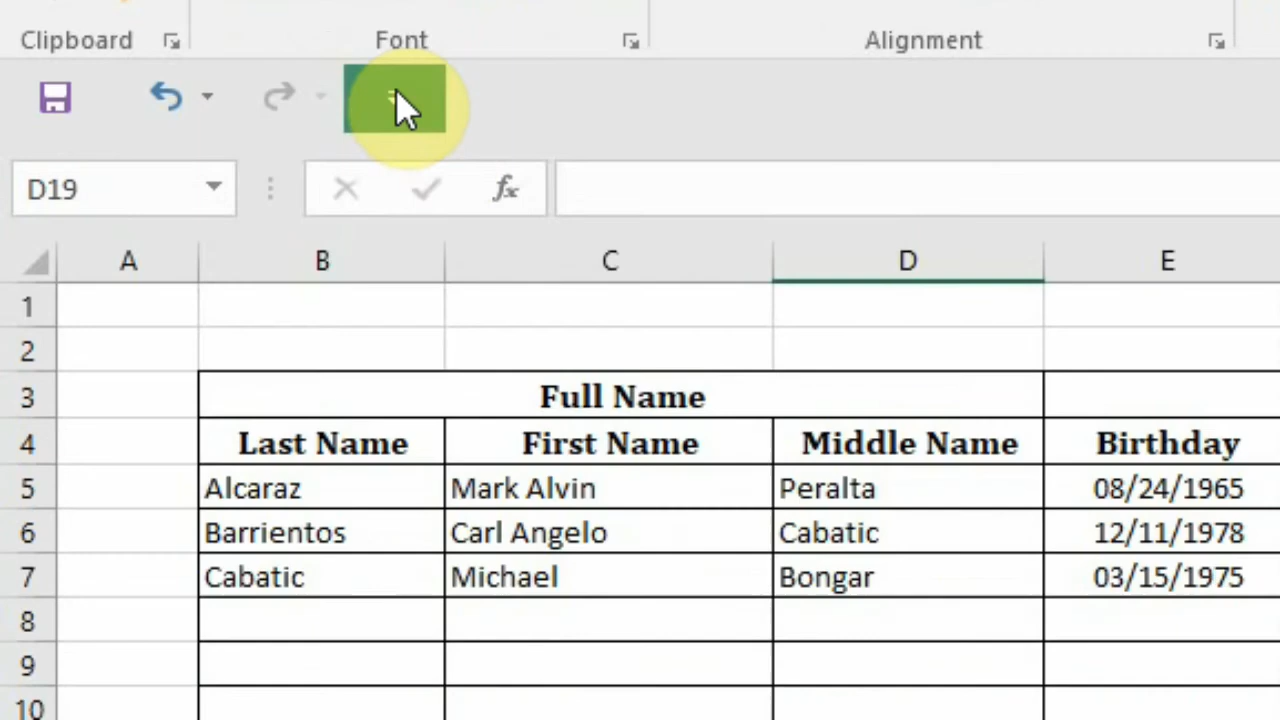 Clipboard Font Alignment
D19 fx
A B C D E
1
2
3 Full Name
4 Last Name First Name Middle Name Birthday
5 Alcaraz Mark Alvin Peralta 08/24/1965
6 Barrientos Carl Angelo Cabatic 12/11/1978
7 Cabatic Michael Bongar 03/15/1975
8
9
10